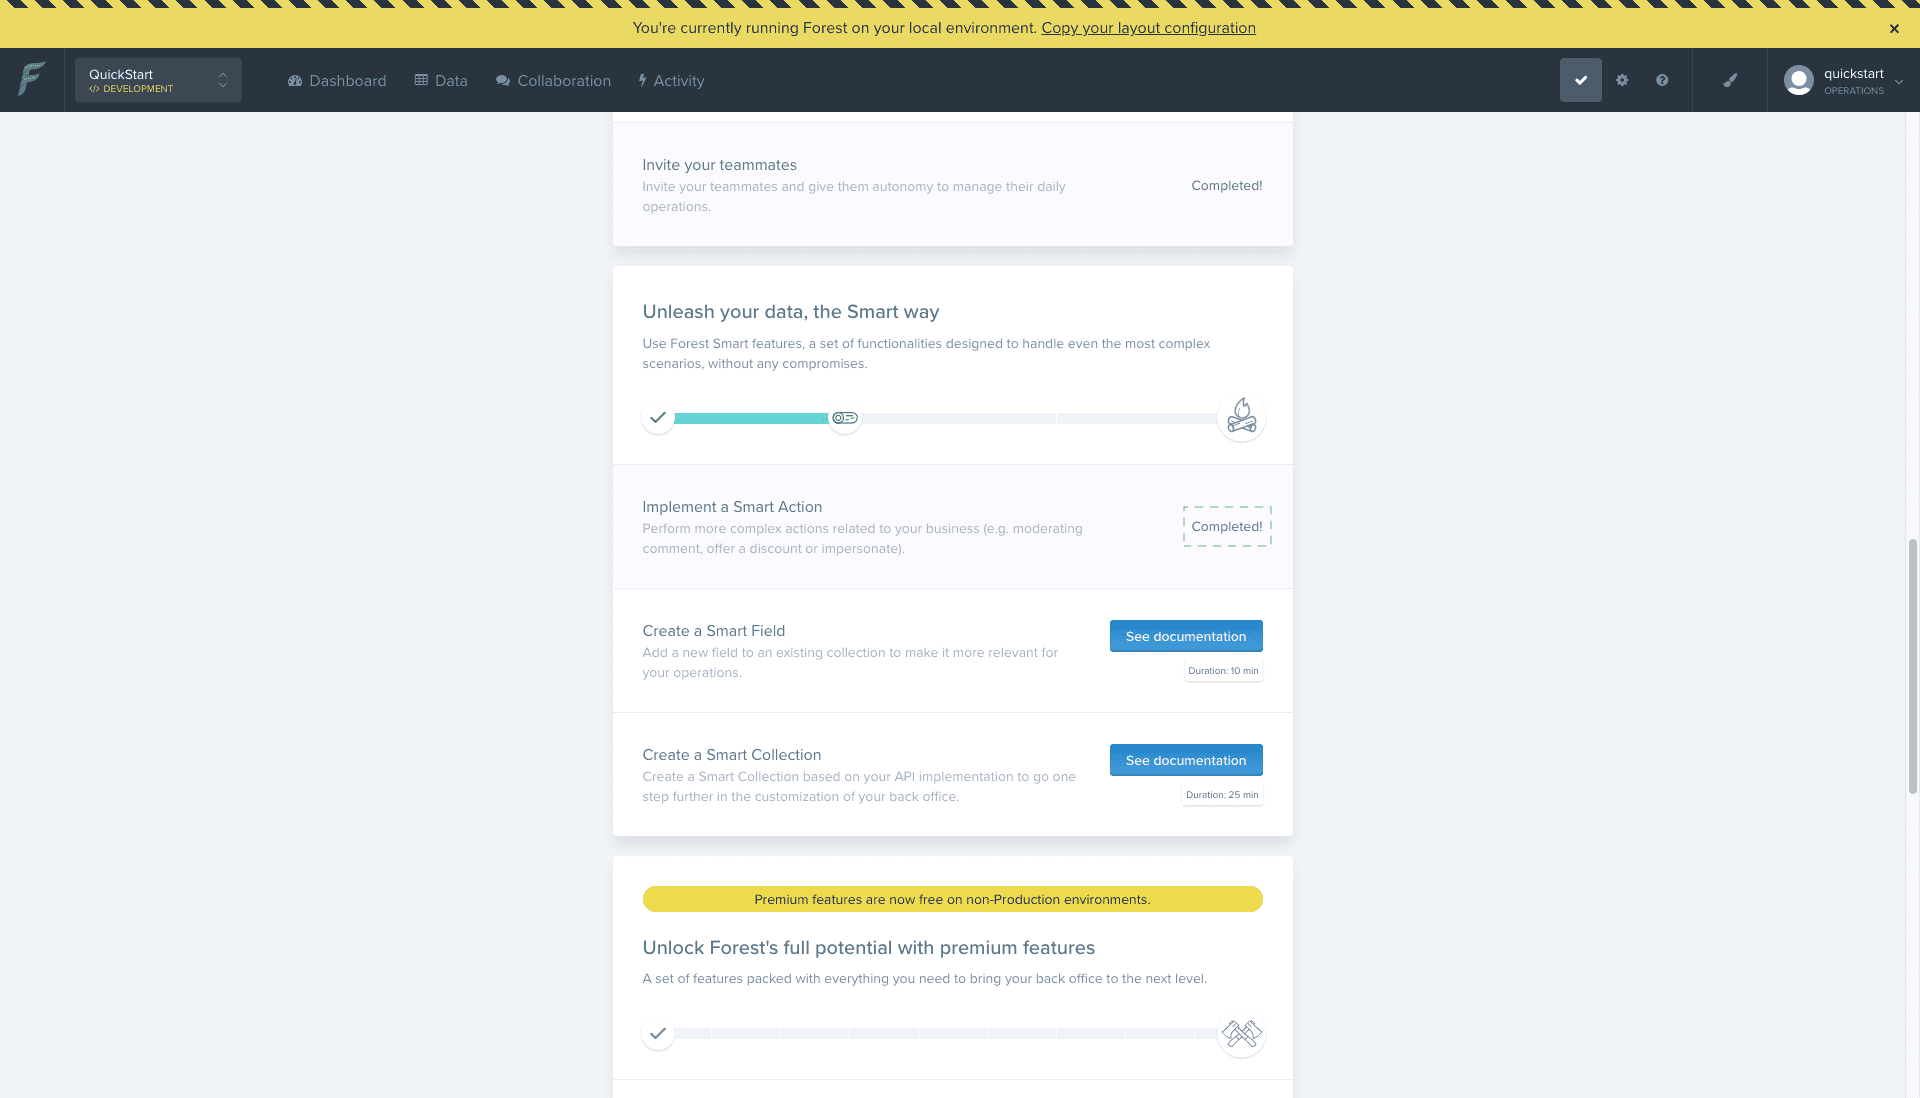 You're currently running Forest on your local environment. Copy your layout configuration
QuickStart
</> DEVELOPMENT
Dashboard
Data
Collaboration
Activity
quickstart
OPERATIONS
Invite your teammates
Invite your teammates and give them autonomy to manage their daily
operations.
Completed!
Unleash your data, the Smart way
Use Forest Smart features, a set of functionalities designed to handle even the most complex
scenarios, without any compromises.
Implement a Smart Action
Perform more complex actions related to your business (e.g. moderating
comment, offer a discount or impersonate).
Completed!
Create a Smart Field
Add a new field to an existing collection to make it more relevant for
your operations.
See documentation
Duration: 10 min
Create a Smart Collection
Create a Smart Collection based on your API implementation to go one
step further in the customization of your back office.
See documentation
Duration: 25 min
Premium features are now free on non-Production environments.
Unlock Forest's full potential with premium features
A set of features packed with everything you need to bring your back office to the next level.